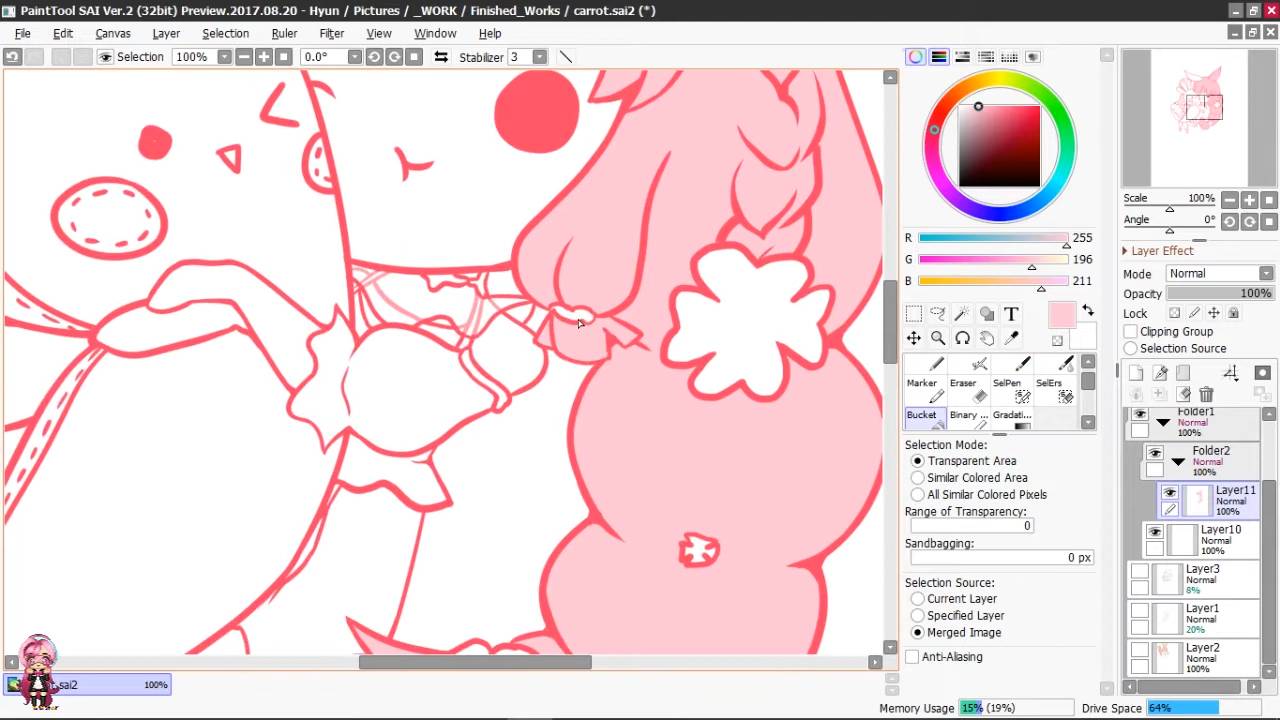 PaintTool SAI Ver.2 (32bit) Preview.2017.08.20 - Hyun / Pictures / _WORK / Finished_Works / carrot.sai2 (*)
File Edit Canvas Layer Selection Ruler Filter View Window Help
Selection 100% 0.0° Stabilizer 3
R 255
G 196
B 211
T
Marker Eraser SelPen SelErs
Bucket Binary ... Gradati...
Selection Mode:
Transparent Area
Similar Colored Area
All Similar Colored Pixels
Range of Transparency:
0
Sandbagging:
0 px
Selection Source:
Current Layer
Specified Layer
Merged Image
Anti-Aliasing
Scale 100%
Angle 0°
Layer Effect
Mode Normal
Opacity 100%
Lock
Clipping Group
Selection Source
Folder1
Normal
100%
Folder2
Normal
100%
Layer11
Normal
100%
Layer10
Normal
100%
Layer3
Normal
8%
Layer1
Normal
20%
Layer2
Normal
100%
.sai2 100%
Memory Usage 15% (19%) Drive Space 64%